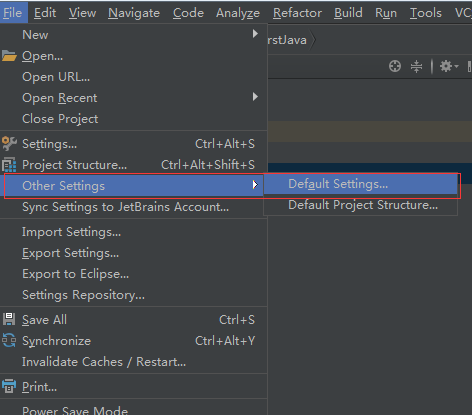 File Edit View Navigate Code Analyze Refactor Build Run Tools VC
New
rstJava
Open...
Open URL...
Open Recent
Close Project
Settings... Ctrl+Alt+S
Project Structure... Ctrl+Alt+Shift+S
Other Settings Default Settings...
Sync Settings to JetBrains Account... Default Project Structure...
Import Settings...
Export Settings...
Export to Eclipse...
Settings Repository...
Save All Ctrl+S
Synchronize Ctrl+Alt+Y
Invalidate Caches / Restart...
Print...
Power Save Mode